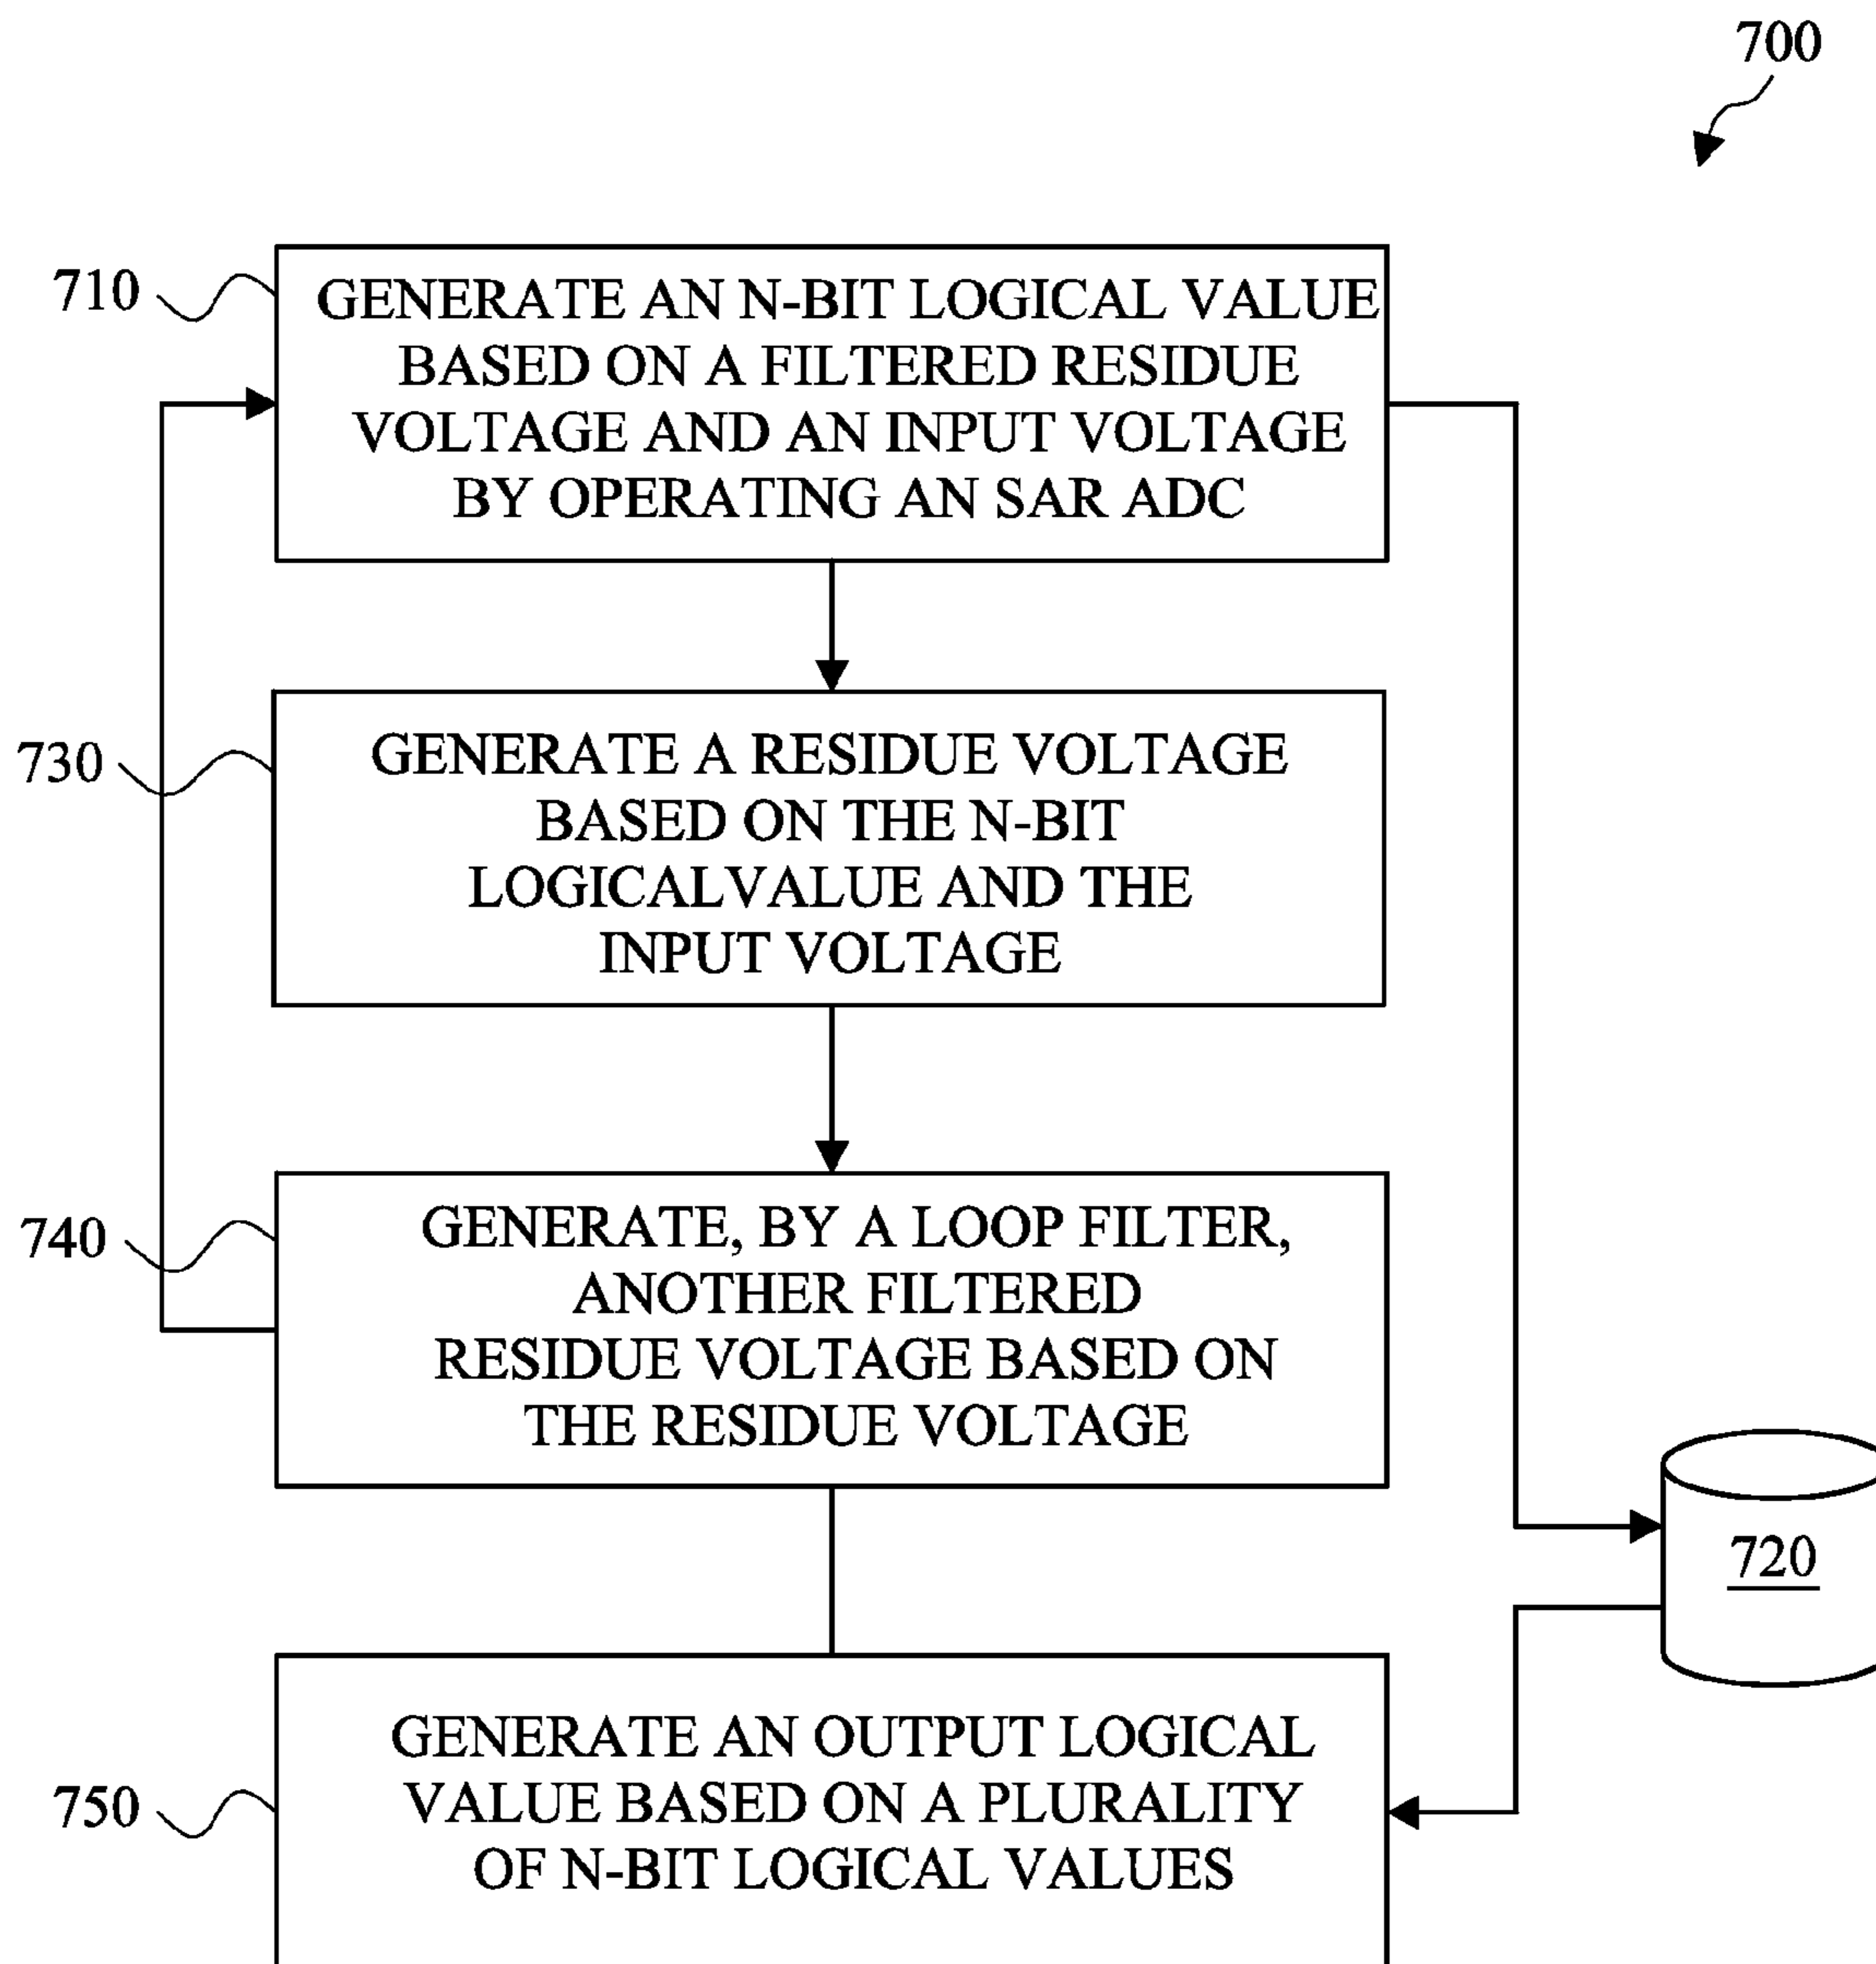 700
710
GENERATE AN N-BIT LOGICAL VALUE
BASED ON A FILTERED RESIDUE
VOLTAGE AND AN INPUT VOLTAGE
BY OPERATING AN SAR ADC
730
GENERATE A RESIDUE VOLTAGE
BASED ON THE N-BIT
LOGICALVALUE AND THE
INPUT VOLTAGE
740
GENERATE, BY A LOOP FILTER,
ANOTHER FILTERED
RESIDUE VOLTAGE BASED ON
THE RESIDUE VOLTAGE
720
750
GENERATE AN OUTPUT LOGICAL
VALUE BASED ON A PLURALITY
OF N-BIT LOGICAL VALUES